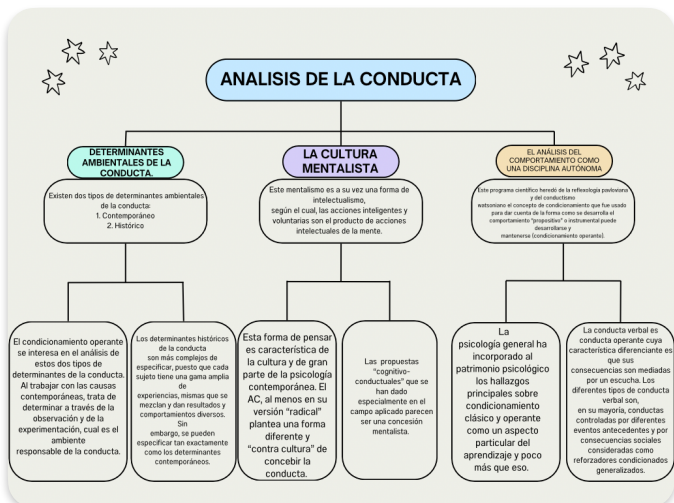 ANALISIS DE LA CONDUCTA
DETERMINANTES
AMBIENTALES DE LA
CONDUCTA.
Existen dos tipos de determinantes ambientales
de la conducta:
1. Contemporáneo
2. Histórico
El condicionamiento operante
se interesa en el análisis de
estos dos tipos de
determinantes de la conducta.
Al trabajar con las causas
contemporáneas, trata de
determinar a través de la
observación y de la
experimentación, cual es el
ambiente
responsable de la conducta.
Los determinantes históricos
de la conducta
son más complejos de
especificar, puesto que cada
sujeto tiene una gama amplia
de
experiencias, mismas que se
mezclan y dan resultados y
comportamientos diversos.
Sin
embargo, se pueden
especificar tan exactamente
como los determinantes
contemporáneos.
LA CULTURA
MENTALISTA
Este mentalismo es a su vez una forma de
intelectualismo,
según el cual, las acciones inteligentes y
voluntarias son el producto de acciones
intelectuales de la mente.
Esta forma de pensar
es característica de
la cultura y de gran
parte de la psicología
contemporánea. El
AC, al menos en su
versión “radical”
plantea una forma
diferente y
“contra cultura” de
concebir la
conducta.
Las propuestas
“cognitivo-
conductuales” que se
han dado
especialmente en el
campo aplicado parecen
ser una concesión
mentalista.
EL ANÁLISIS DEL
COMPORTAMIENTO COMO
UNA DISCIPLINA AUTÓNOMA
Este programa científico heredó de la reflexología pavloviana
y del conductismo
watsoniano el concepto de condicionamiento que fue usado
para dar cuenta de la forma como se desarrolla el
comportamiento “propositivo” o instrumental puede
desarrollarse y
mantenerse (condicionamiento operante).
La
psicología general ha
incorporado al
patrimonio psicológico
los hallazgos
principales sobre
condicionamiento
clásico y operante
como un aspecto
particular del
aprendizaje y poco
más que eso.
La conducta verbal es
conducta operante cuya
característica diferenciante es
que sus
consecuencias son mediadas
por un escucha. Los
diferentes tipos de conducta
verbal son,
en su mayoría, conductas
controladas por diferentes
eventos antecedentes y por
consecuencias sociales
consideradas como
reforzadores condicionados
generalizados.